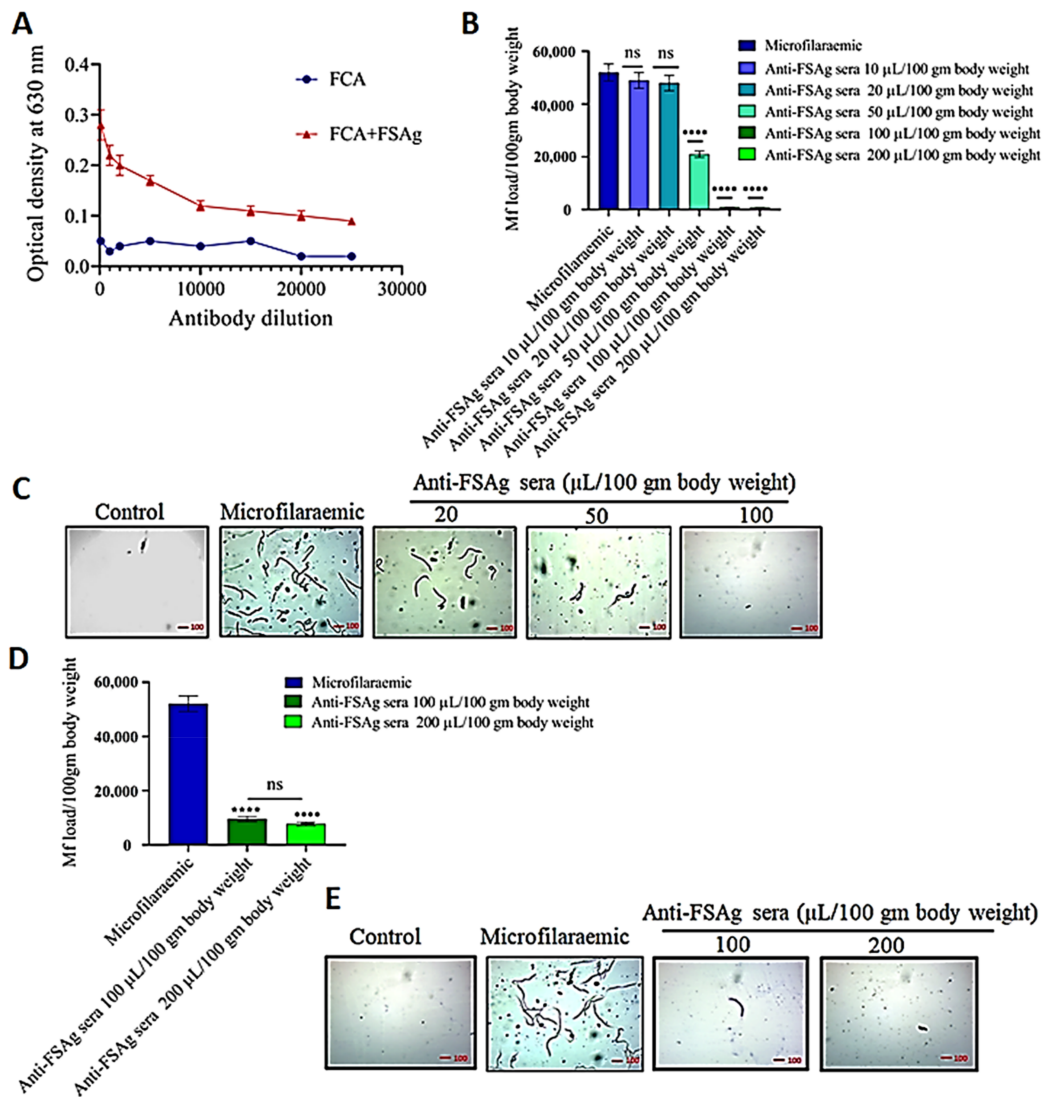 A
Optical density at 630 nm
0.4
0.3
0.2
0.1
0.0
0
10000
20000
30000
Antibody dilution
FCA
FCA+FSAg
B
Mf load/100gm body weight
60,000
40,000
20,000
0
ns
ns
Microfilaraemic
Anti-FSAg sera 10 µL/100 gm body weight
Anti-FSAg sera 20 µL/100 gm body weight
Anti-FSAg sera 50 µL/100 gm body weight
Anti-FSAg sera 100 µL/100 gm body weight
Anti-FSAg sera 200 µL/100 gm body weight
Microfilaraemic
Anti-FSAg sera 10 µL/100 gm body weight
Anti-FSAg sera 20 µL/100 gm body weight
Anti-FSAg sera 50 µL/100 gm body weight
Anti-FSAg sera 100 µL/100 gm body weight
Anti-FSAg sera 200 µL/100 gm body weight
C
Anti-FSAg sera (µL/100 gm body weight)
Control
Microfilaraemic
20
50
100
100
100
100
100
100
D
Mf load/100gm body weight
60,000
40,000
20,000
0
ns
Microfilaraemic
Anti-FSAg sera 100 µL/100 gm body weight
Anti-FSAg sera 200 µL/100 gm body weight
Microfilaraemic
Anti-FSAg sera 100 µL/100 gm body weight
Anti-FSAg sera 200 µL/100 gm body weight
E
Anti-FSAg sera (µL/100 gm body weight)
Control
Microfilaraemic
100
200
100
100
100
100